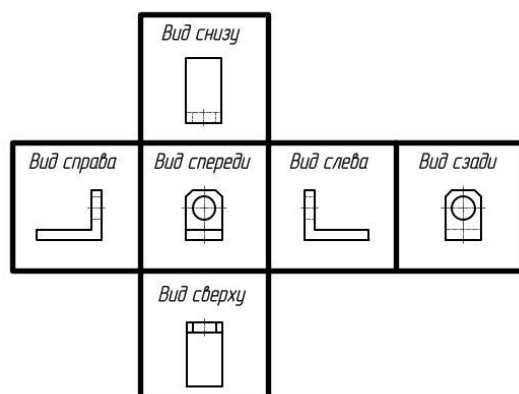 Вид снизу
Вид справа
Вид спереди
Вид слева
Вид сзади
Вид сверху